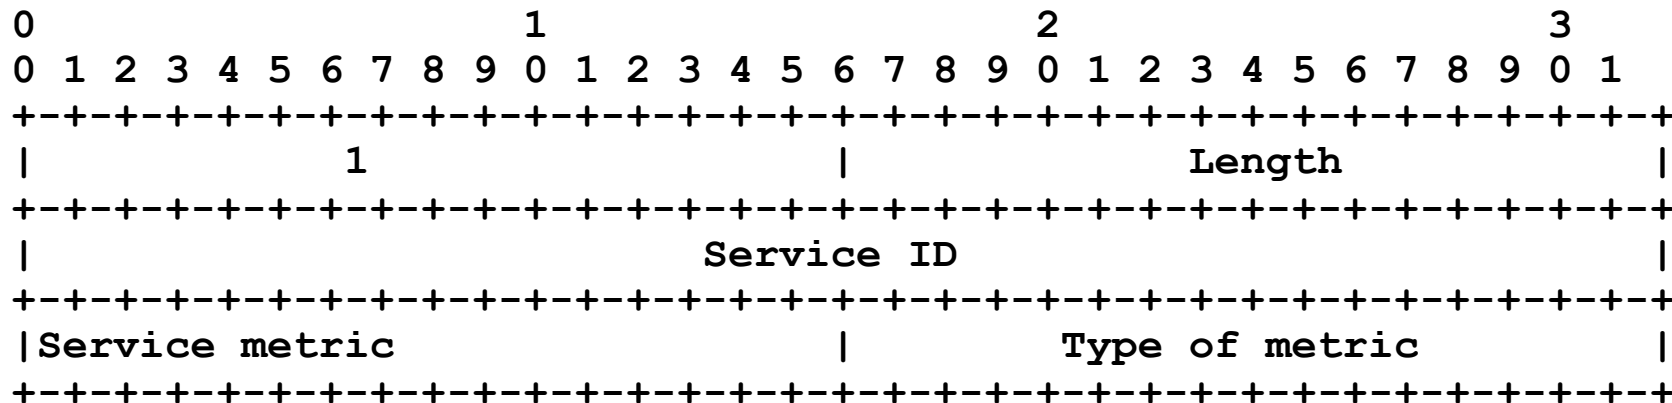 0                   1                   2                   3
0 1 2 3 4 5 6 7 8 9 0 1 2 3 4 5 6 7 8 9 0 1 2 3 4 5 6 7 8 9 0 1
+-+-+-+-+-+-+-+-+-+-+-+-+-+-+-+-+-+-+-+-+-+-+-+-+-+-+-+-+-+-+-+-+
|            1                  |             Length            |
+-+-+-+-+-+-+-+-+-+-+-+-+-+-+-+-+-+-+-+-+-+-+-+-+-+-+-+-+-+-+-+-+
|                          Service ID                           |
+-+-+-+-+-+-+-+-+-+-+-+-+-+-+-+-+-+-+-+-+-+-+-+-+-+-+-+-+-+-+-+-+
|Service metric                 |        Type of metric         |
+-+-+-+-+-+-+-+-+-+-+-+-+-+-+-+-+-+-+-+-+-+-+-+-+-+-+-+-+-+-+-+-+